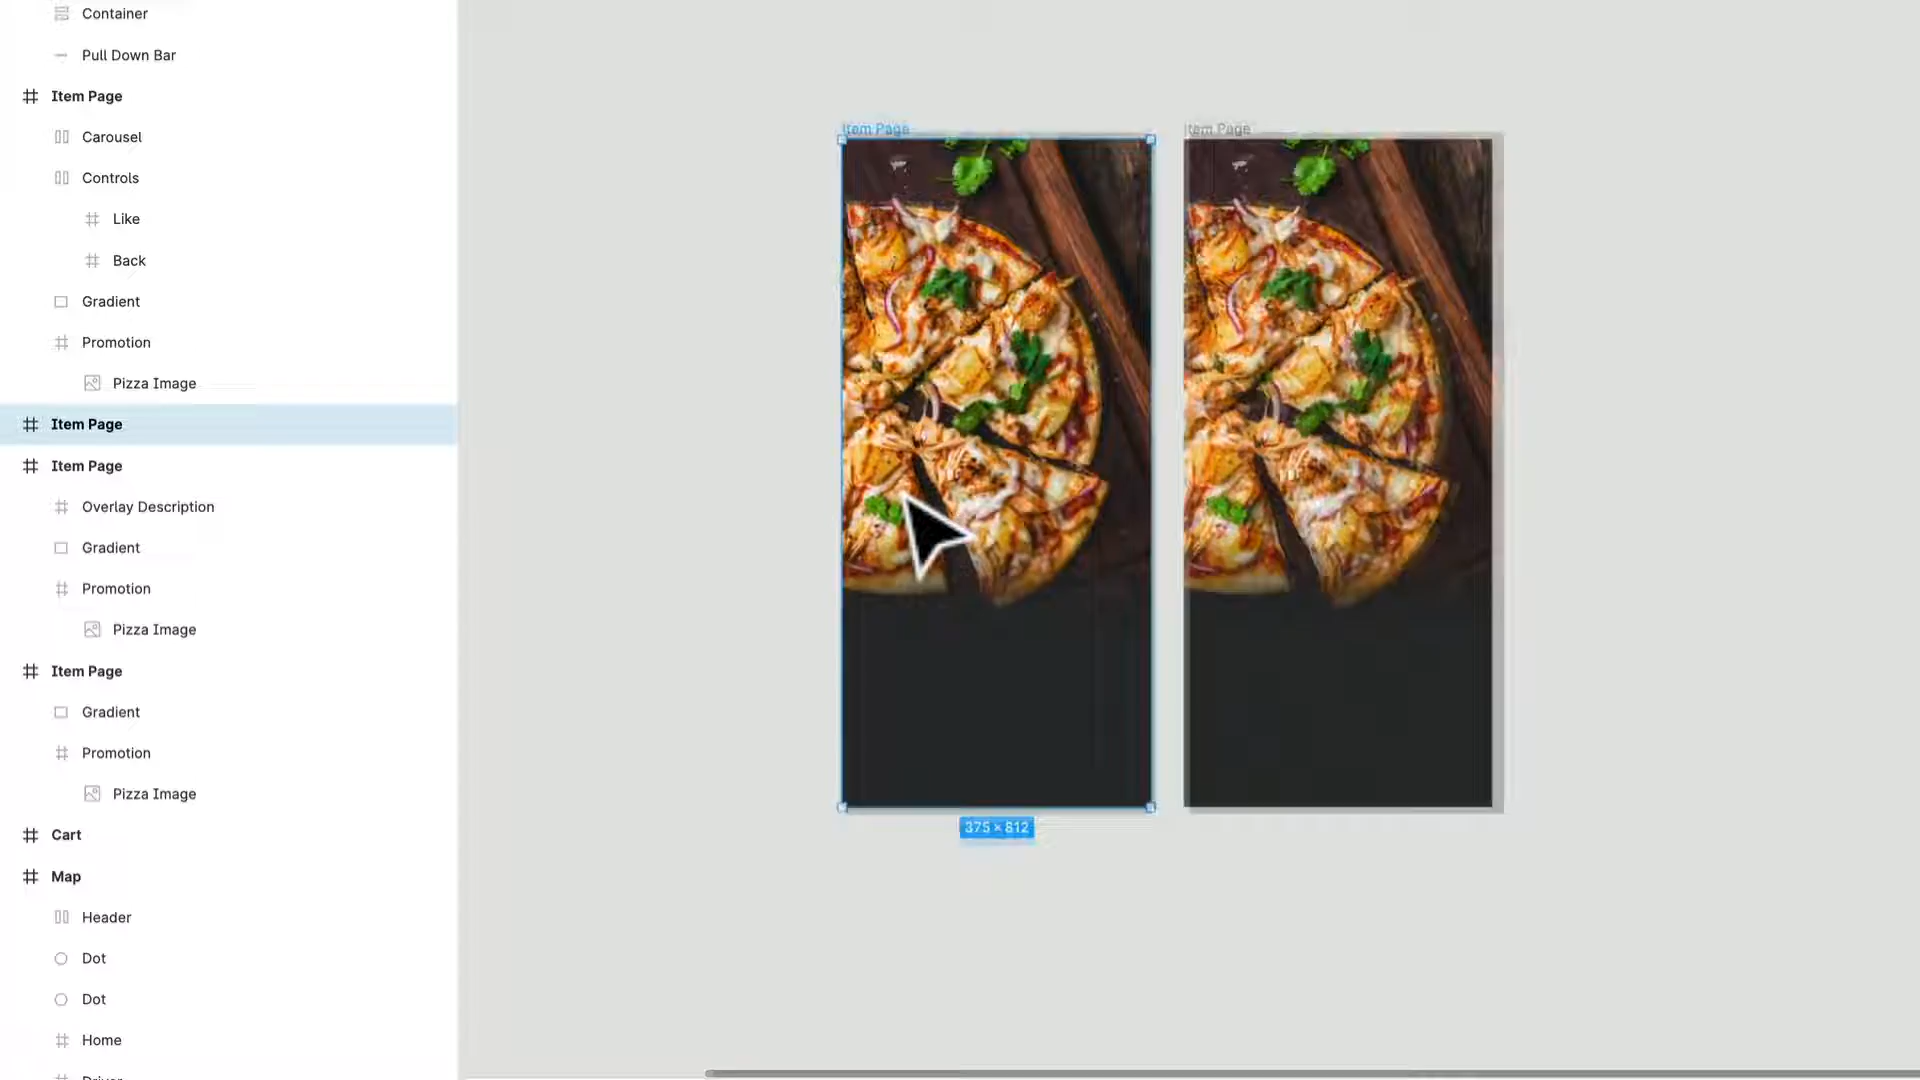 Container
Pull Down Bar
Item Page
Carousel
Controls
Like
Back
Gradient
Promotion
Pizza Image
Item Page
Item Page
Overlay Description
Gradient
Promotion
Pizza Image
Item Page
Gradient
Promotion
Pizza Image
Cart
Map
Header
Dot
Dot
Home
Driver
Item Page
Item Page
375 × 812